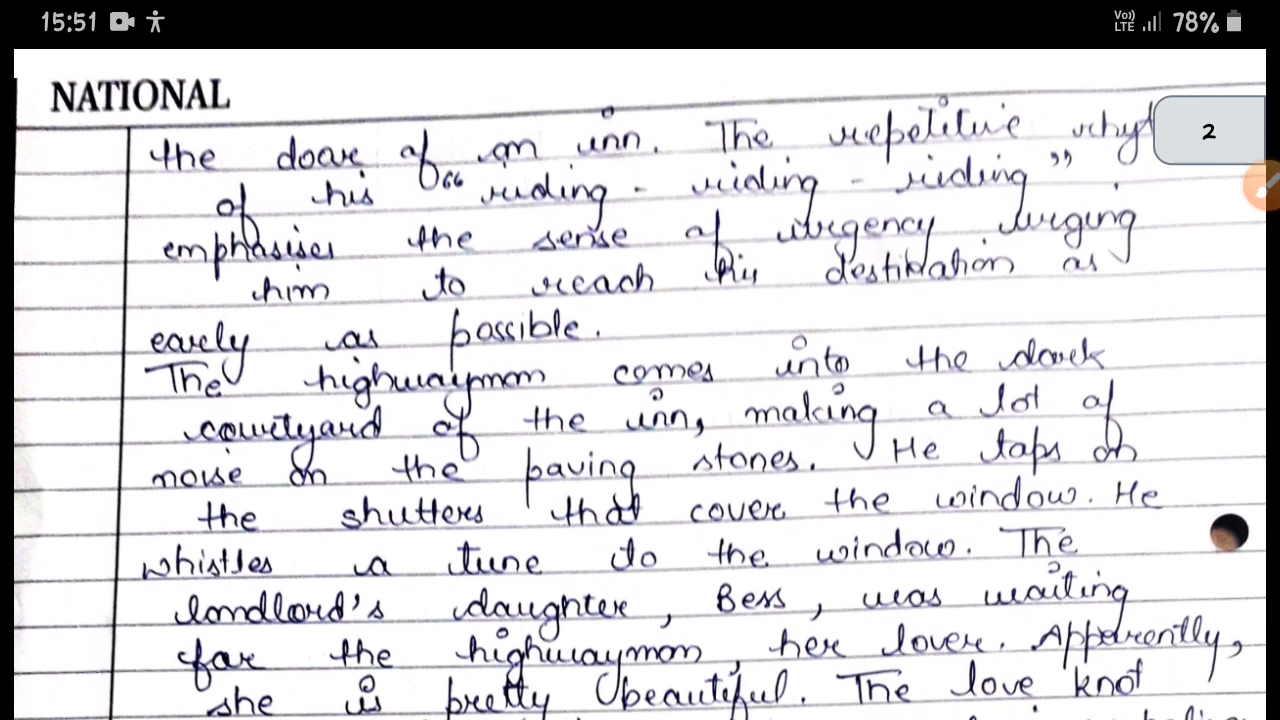 15:51
Vo)) LTE 78%
NATIONAL
2
the door of an inn. The repetitive rhyt
of his "riding - riding - riding"
emphasises the sense of urgency urging
him to reach his destination as
early as possible.
The highwayman comes into the dark
courtyard of the inn, making a lot of
noise on the paving stones. He taps on
the shutters that cover the window. He
whistles a tune to the window. The
landlord's daughter, Bess, was waiting
for the highwayman, her lover. Apparently,
she is pretty beautiful. The love knot